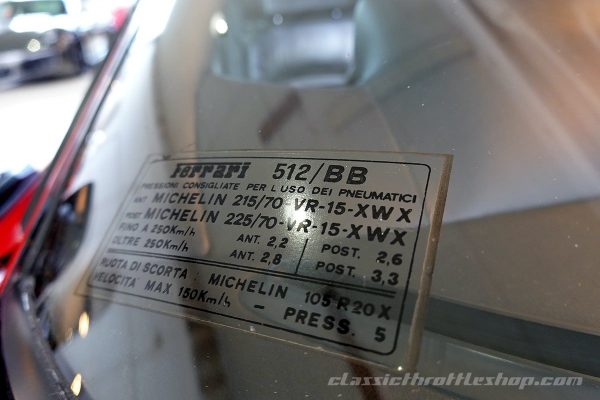 Ferrari 512/BB
PRESSIONI CONSIGLIATE PER L'USO DEI PNEUMATICI
ANT MICHELIN 215/70 - VR-15-XWX
POST MICHELIN 225/70 - VR-15-XWX
FINO A 250Km/h ANT. 2,2 POST. 2,6
OLTRE 250Km/h ANT. 2,8 POST. 3,3
RUOTA DI SCORTA : MICHELIN 105 R20X
VELOCITA MAX 150Km/h - PRESS. 5
classicthrottleshop.com